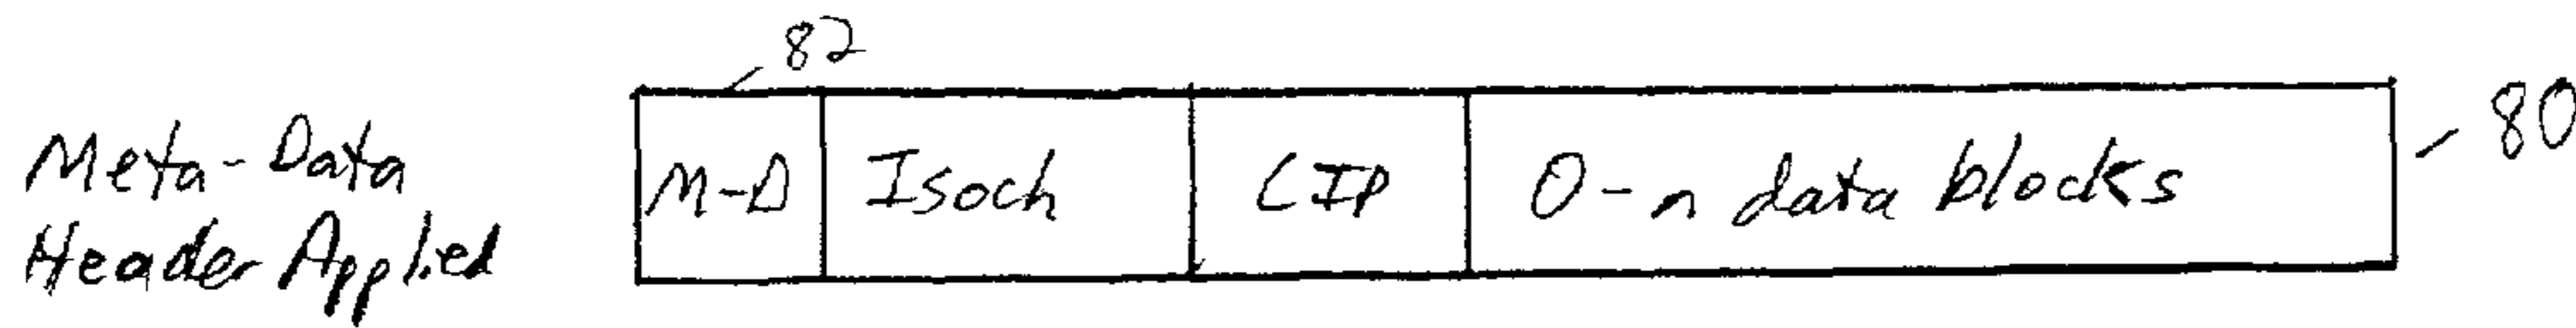 82
Meta-Data
Header Applied
M-D Isoch CIP 0-n data blocks
80